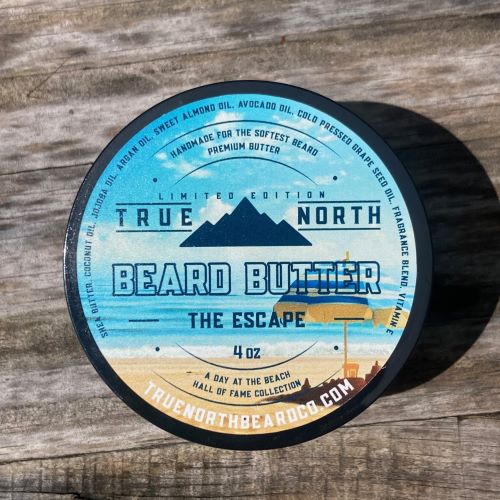 SHEA BUTTER, COCONUT OIL, JOJOBA OIL, ARGAN OIL, SWEET ALMOND OIL, AVOCADO OIL, COLD PRESSED GRAPE SEED OIL, FRAGRANCE BLEND, VITAMIN E
HANDMADE FOR THE SOFTEST BEARD
PREMIUM BUTTER
LIMITED EDITION
TRUE NORTH
BEARD BUTTER
THE ESCAPE
4 OZ
A DAY AT THE BEACH
HALL OF FAME COLLECTION
TRUENORTHBEARDCO.COM